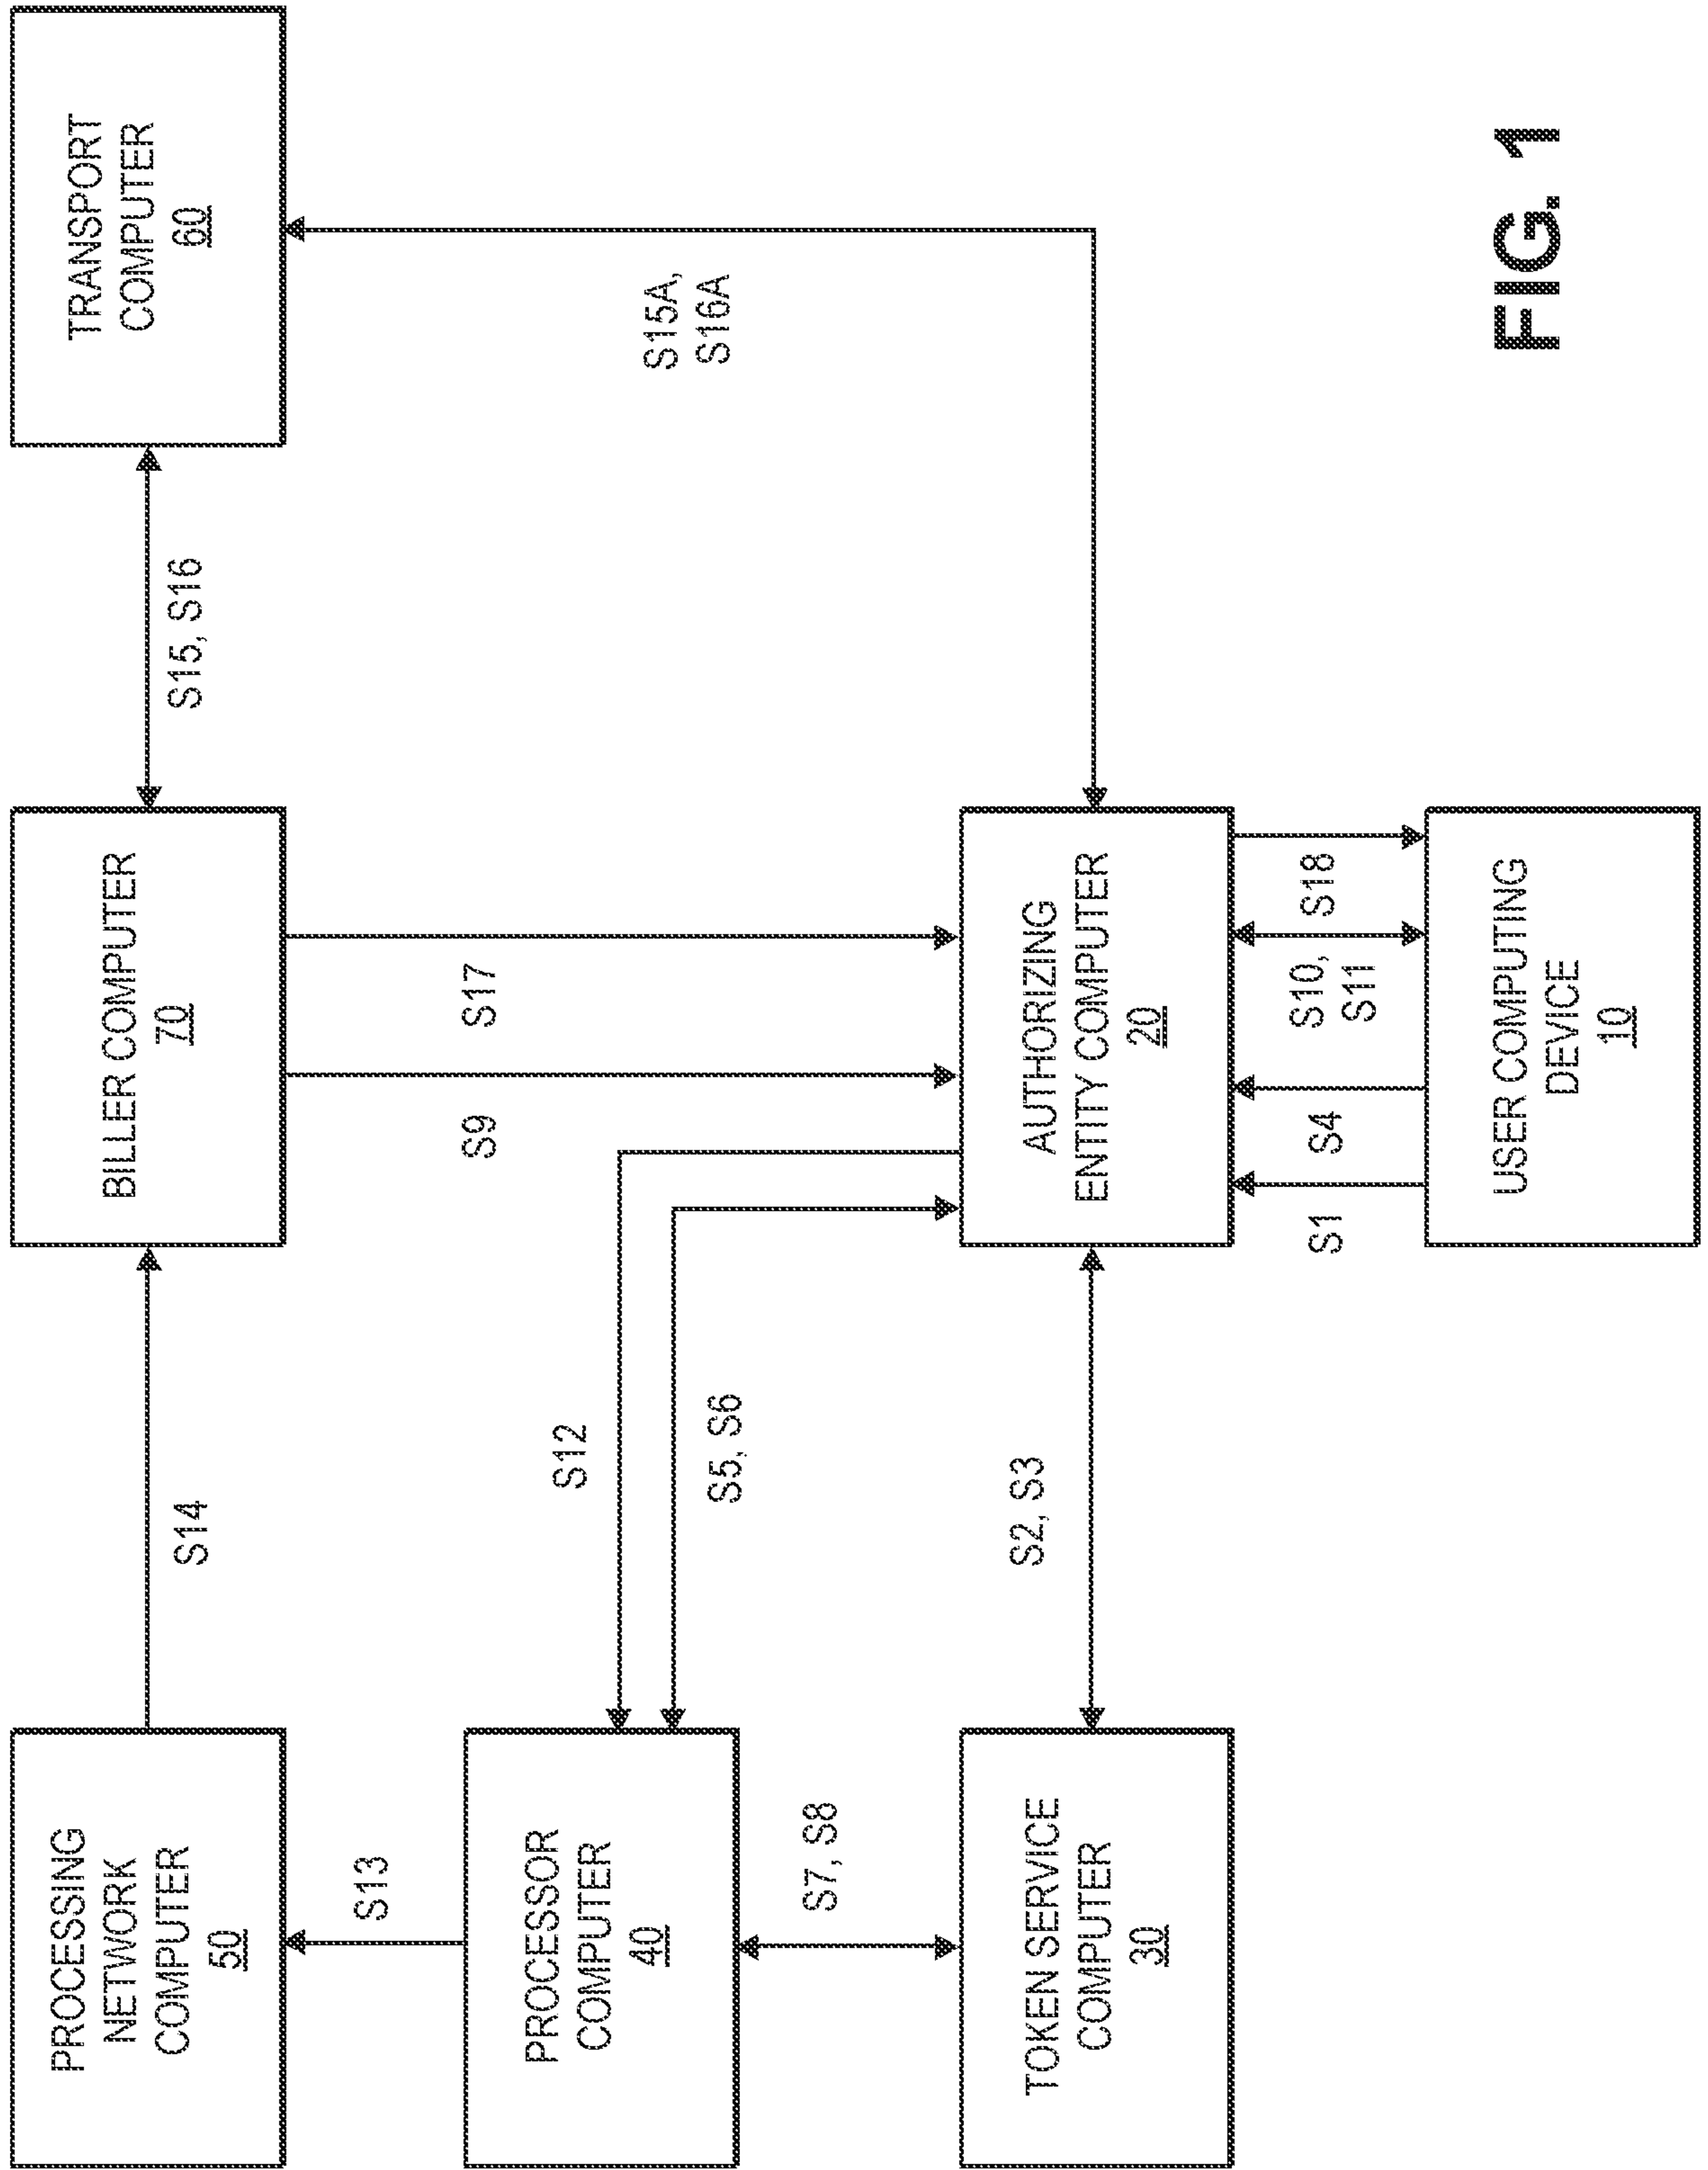 PROCESSING
NETWORK
COMPUTER
50
S14
BILLER COMPUTER
70
S15, S16
TRANSPORT
COMPUTER
60
S13
S9
S17
S12
S15A,
S16A
PROCESSOR
COMPUTER
40
S5, S6
S7, S8
TOKEN SERVICE
COMPUTER
30
S2, S3
AUTHORIZING
ENTITY COMPUTER
20
S1
S4
S10,
S11
S18
USER COMPUTING
DEVICE
10
FIG. 1